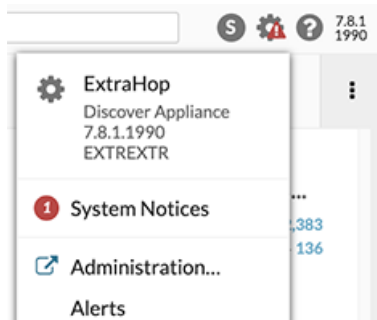 S
?
7.8.1
1990
ExtraHop
Discover Appliance
7.8.1.1990
EXTREXTR
...
1 System Notices
,383
136
Administration...
Alerts